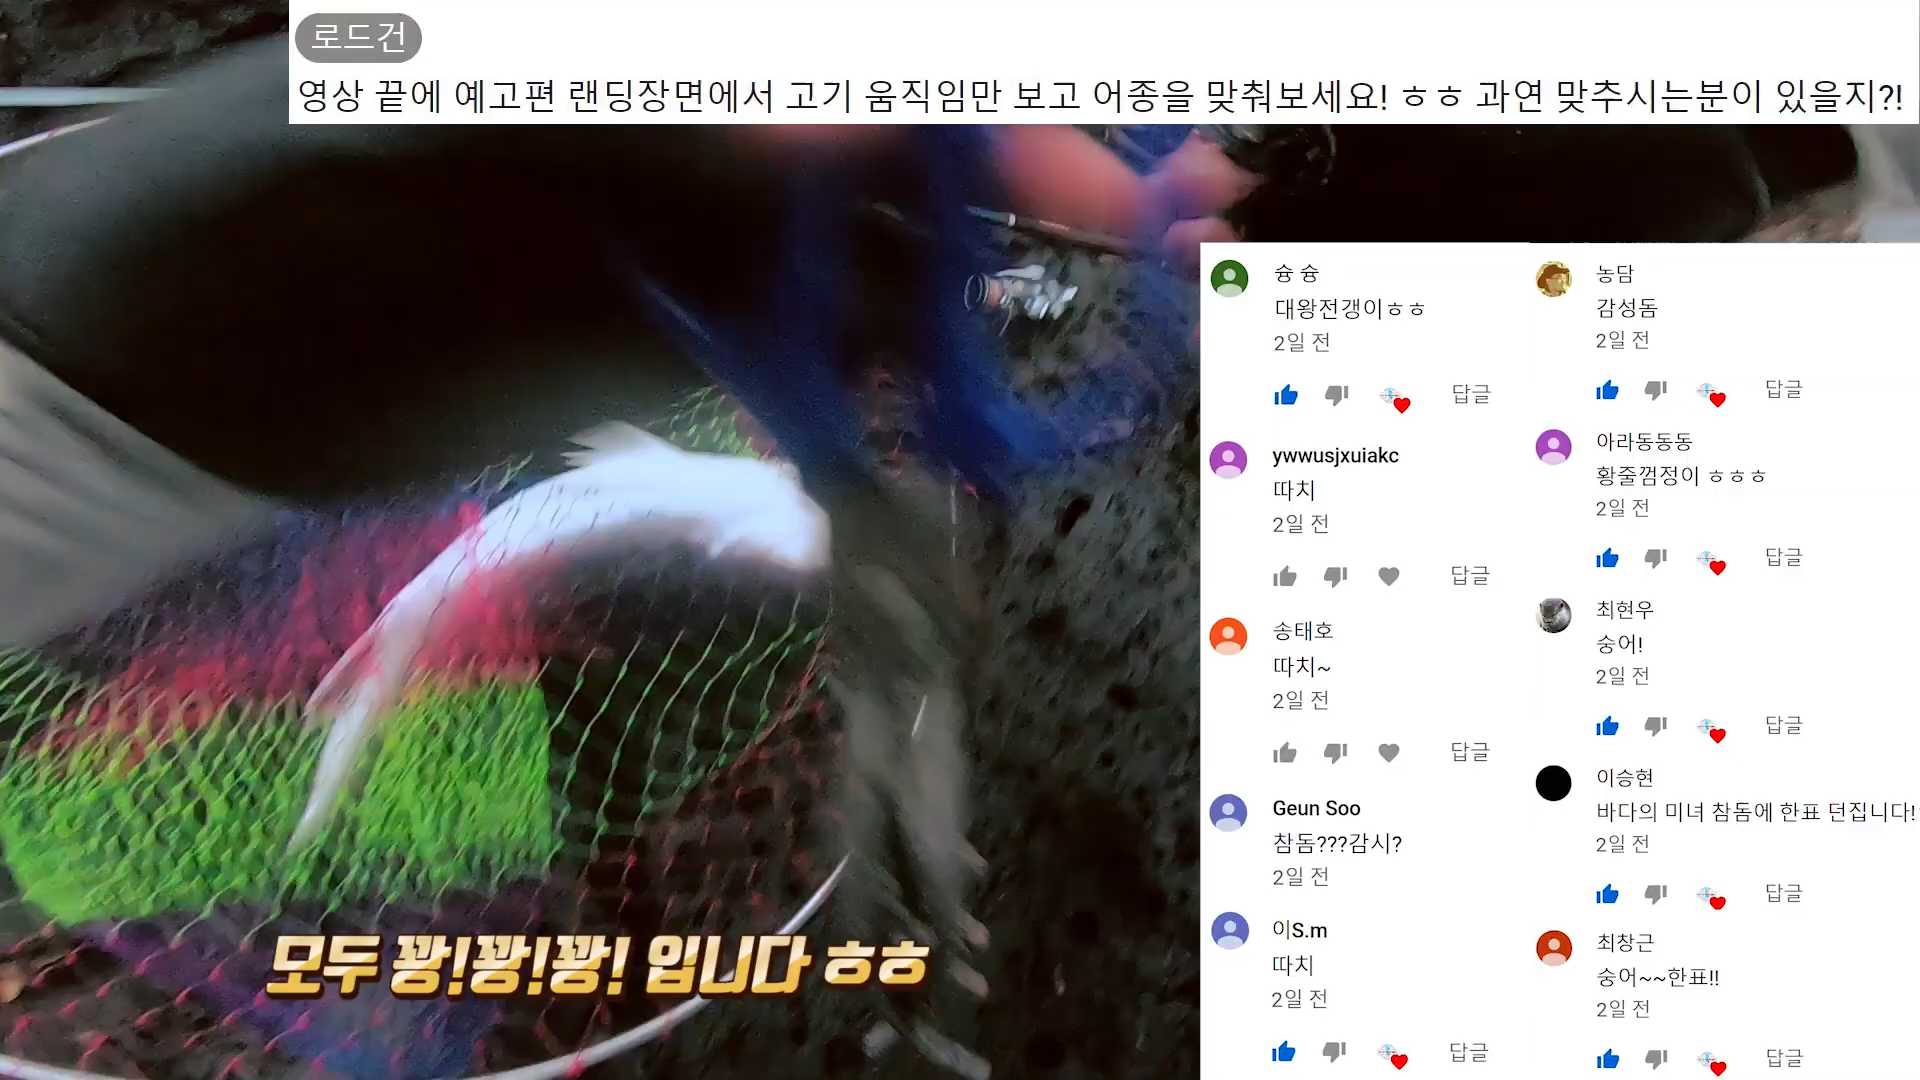 로드건
영상 끝에 예고편 랜딩장면에서 고기 움직임만 보고 어종을 맞춰보세요! ㅎㅎ 과연 맞추시는분이 있을지?!
슝 슝
대왕전갱이ㅎㅎ
2일 전
답글
ywwusjxuiakc
따치
2일 전
답글
송태호
따치~
2일 전
답글
Geun Soo
참돔???감시?
2일 전
이S.m
따치
2일 전
답글
농담
감성돔
2일 전
답글
아라동동동
황줄껌정이 ㅎㅎㅎ
2일 전
답글
최현우
숭어!
2일 전
답글
이승현
바다의 미녀 참돔에 한표 던집니다!
2일 전
답글
최창근
숭어~~한표!!
2일 전
답글
모두 꽝!꽝!꽝! 입니다 ㅎㅎ